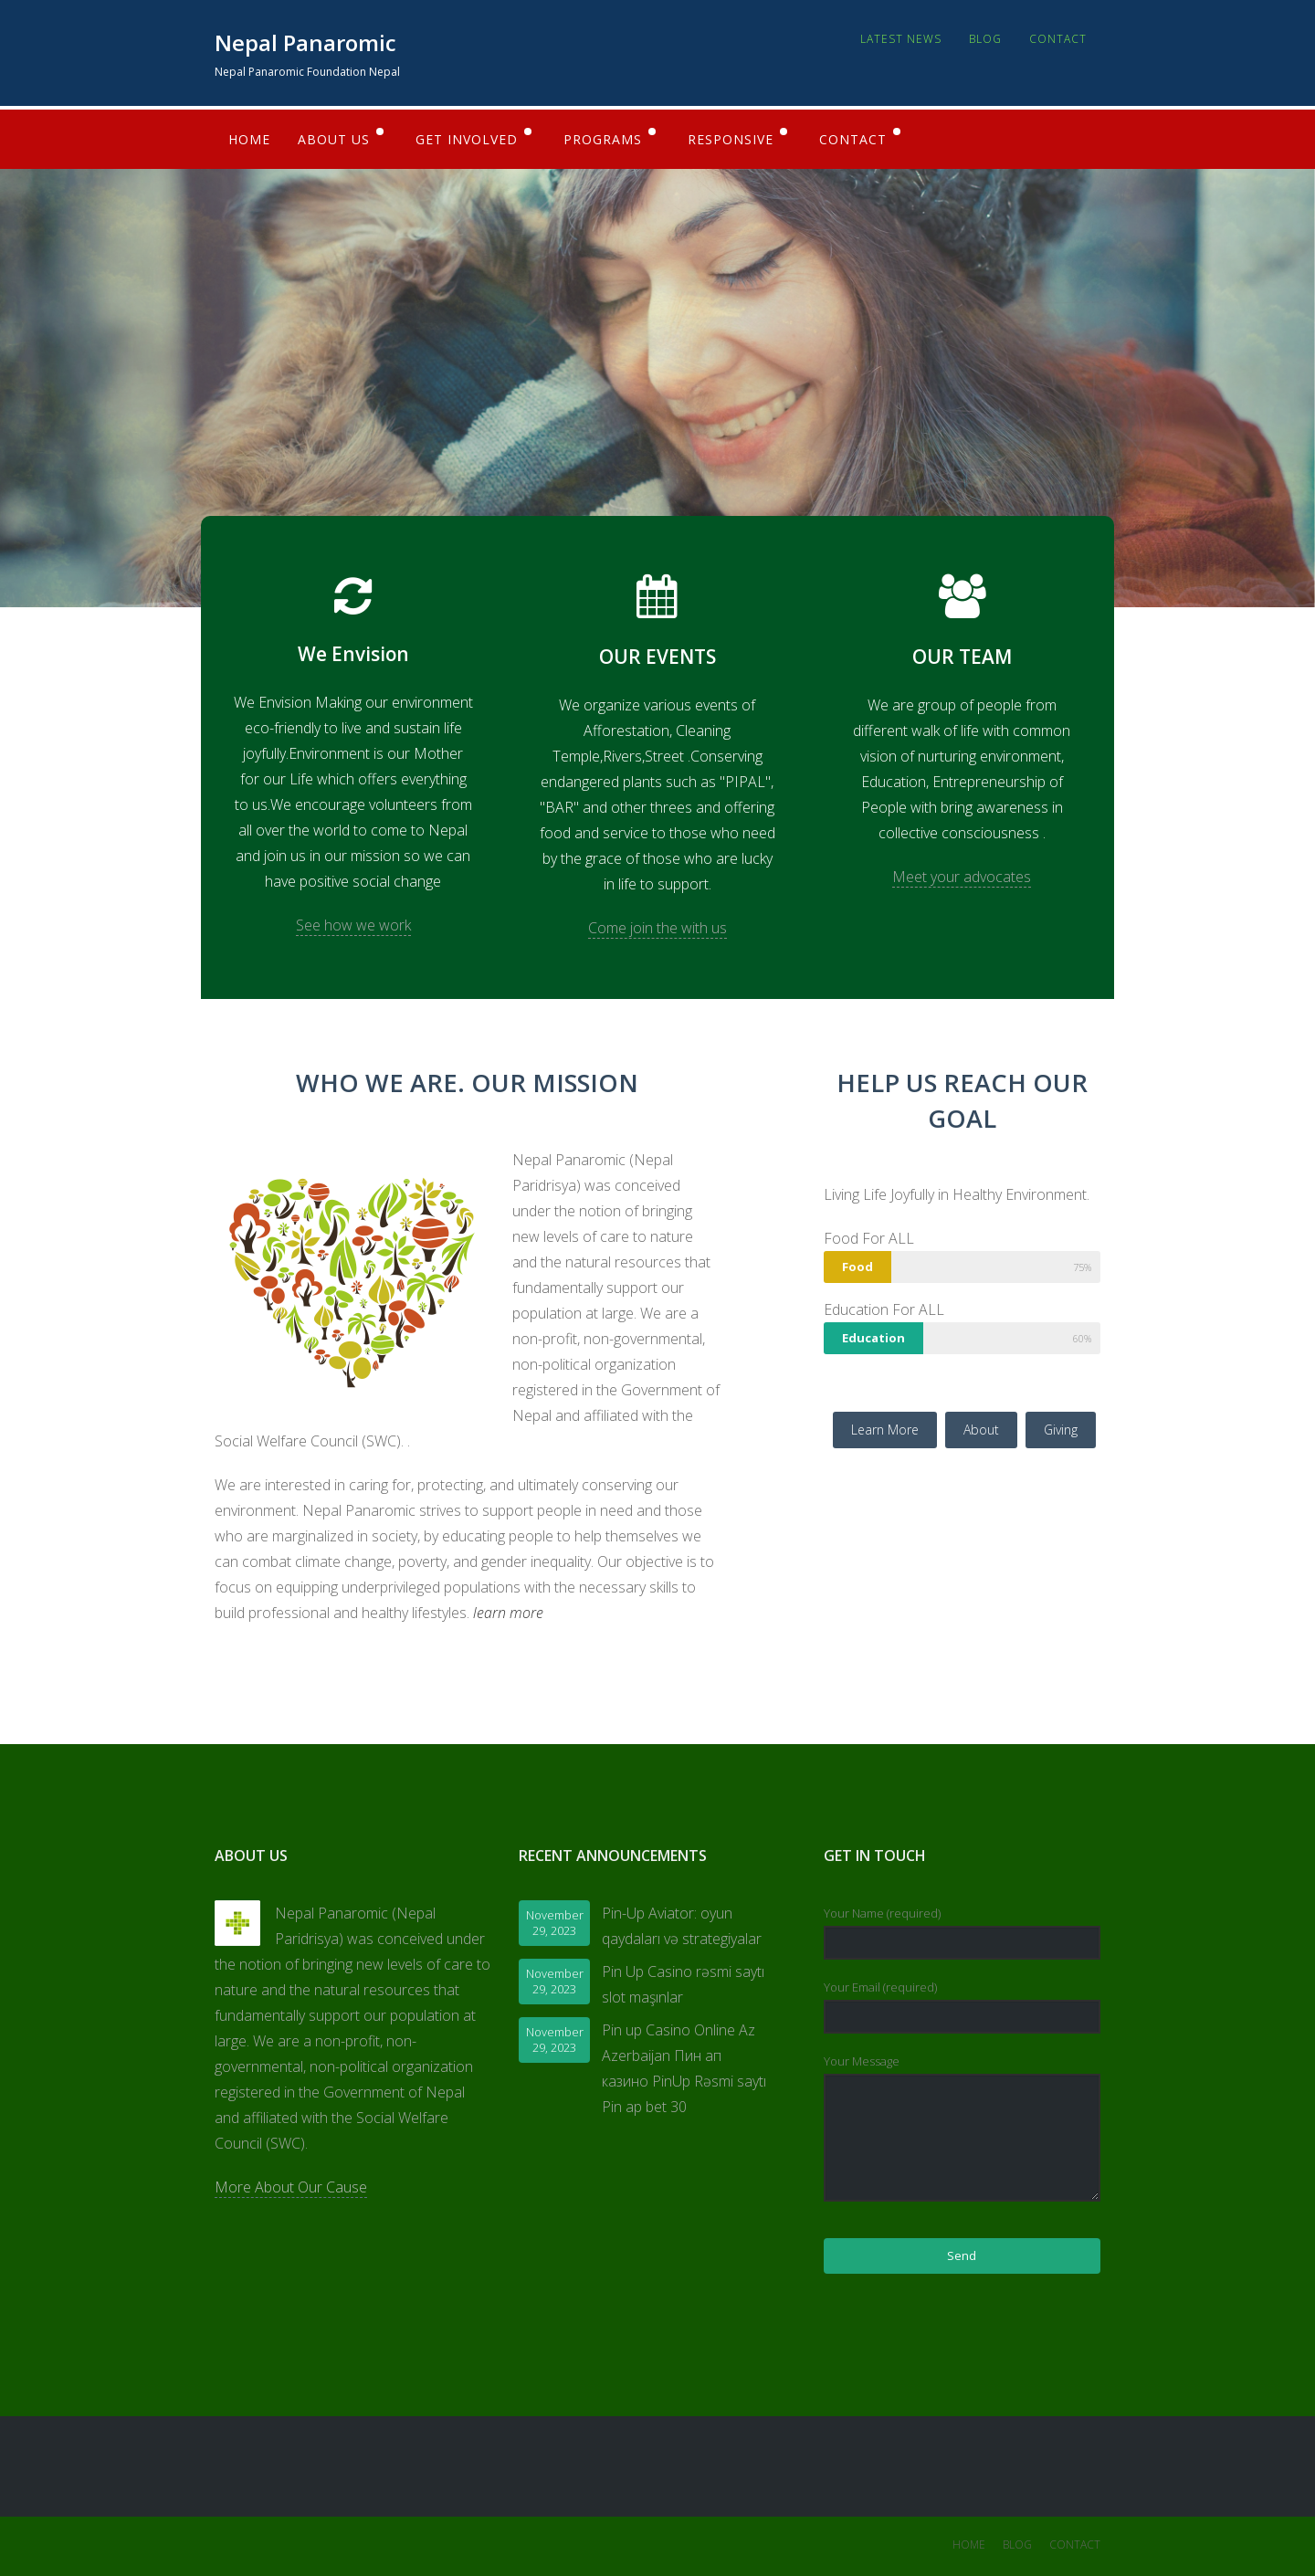 Nepal Panaromic
Nepal Panaromic Foundation Nepal
LATEST NEWS
BLOG
CONTACT
HOME
ABOUT US
GET INVOLVED
PROGRAMS
RESPONSIVE
CONTACT
We Envision
We Envision Making our environment
eco-friendly to live and sustain life
joyfully.Environment is our Mother
for our Life which offers everything
to us.We encourage volunteers from
all over the world to come to Nepal
and join us in our mission so we can
have positive social change
See how we work
OUR EVENTS
We organize various events of
Afforestation, Cleaning
Temple,Rivers,Street .Conserving
endangered plants such as "PIPAL",
"BAR" and other threes and offering
food and service to those who need
by the grace of those who are lucky
in life to support.
Come join the with us
OUR TEAM
We are group of people from
different walk of life with common
vision of nurturing environment,
Education, Entrepreneurship of
People with bring awareness in
collective consciousness .
Meet your advocates
WHO WE ARE. OUR MISSION
Nepal Panaromic (Nepal
Paridrisya) was conceived
under the notion of bringing
new levels of care to nature
and the natural resources that
fundamentally support our
population at large. We are a
non-profit, non-governmental,
non-political organization
registered in the Government of
Nepal and affiliated with the
Social Welfare Council (SWC). .
We are interested in caring for, protecting, and ultimately conserving our
environment. Nepal Panaromic strives to support people in need and those
who are marginalized in society, by educating people to help themselves we
can combat climate change, poverty, and gender inequality. Our objective is to
focus on equipping underprivileged populations with the necessary skills to
build professional and healthy lifestyles. learn more
HELP US REACH OUR
GOAL
Living Life Joyfully in Healthy Environment.
Food For ALL
Food
75%
Education For ALL
Education
60%
Learn More
About
Giving
ABOUT US
Nepal Panaromic (Nepal
Paridrisya) was conceived under
the notion of bringing new levels of care to
nature and the natural resources that
fundamentally support our population at
large. We are a non-profit, non-
governmental, non-political organization
registered in the Government of Nepal
and affiliated with the Social Welfare
Council (SWC).
More About Our Cause
RECENT ANNOUNCEMENTS
November
29, 2023
Pin-Up Aviator: oyun
qaydaları və strategiyalar
November
29, 2023
Pin Up Casino rəsmi saytı
slot maşınlar
November
29, 2023
Pin up Casino Online Az
Azerbaijan Пин ап
казино PinUp Rəsmi saytı
Pin ap bet 30
GET IN TOUCH
Your Name (required)
Your Email (required)
Your Message
Send
HOME
BLOG
CONTACT